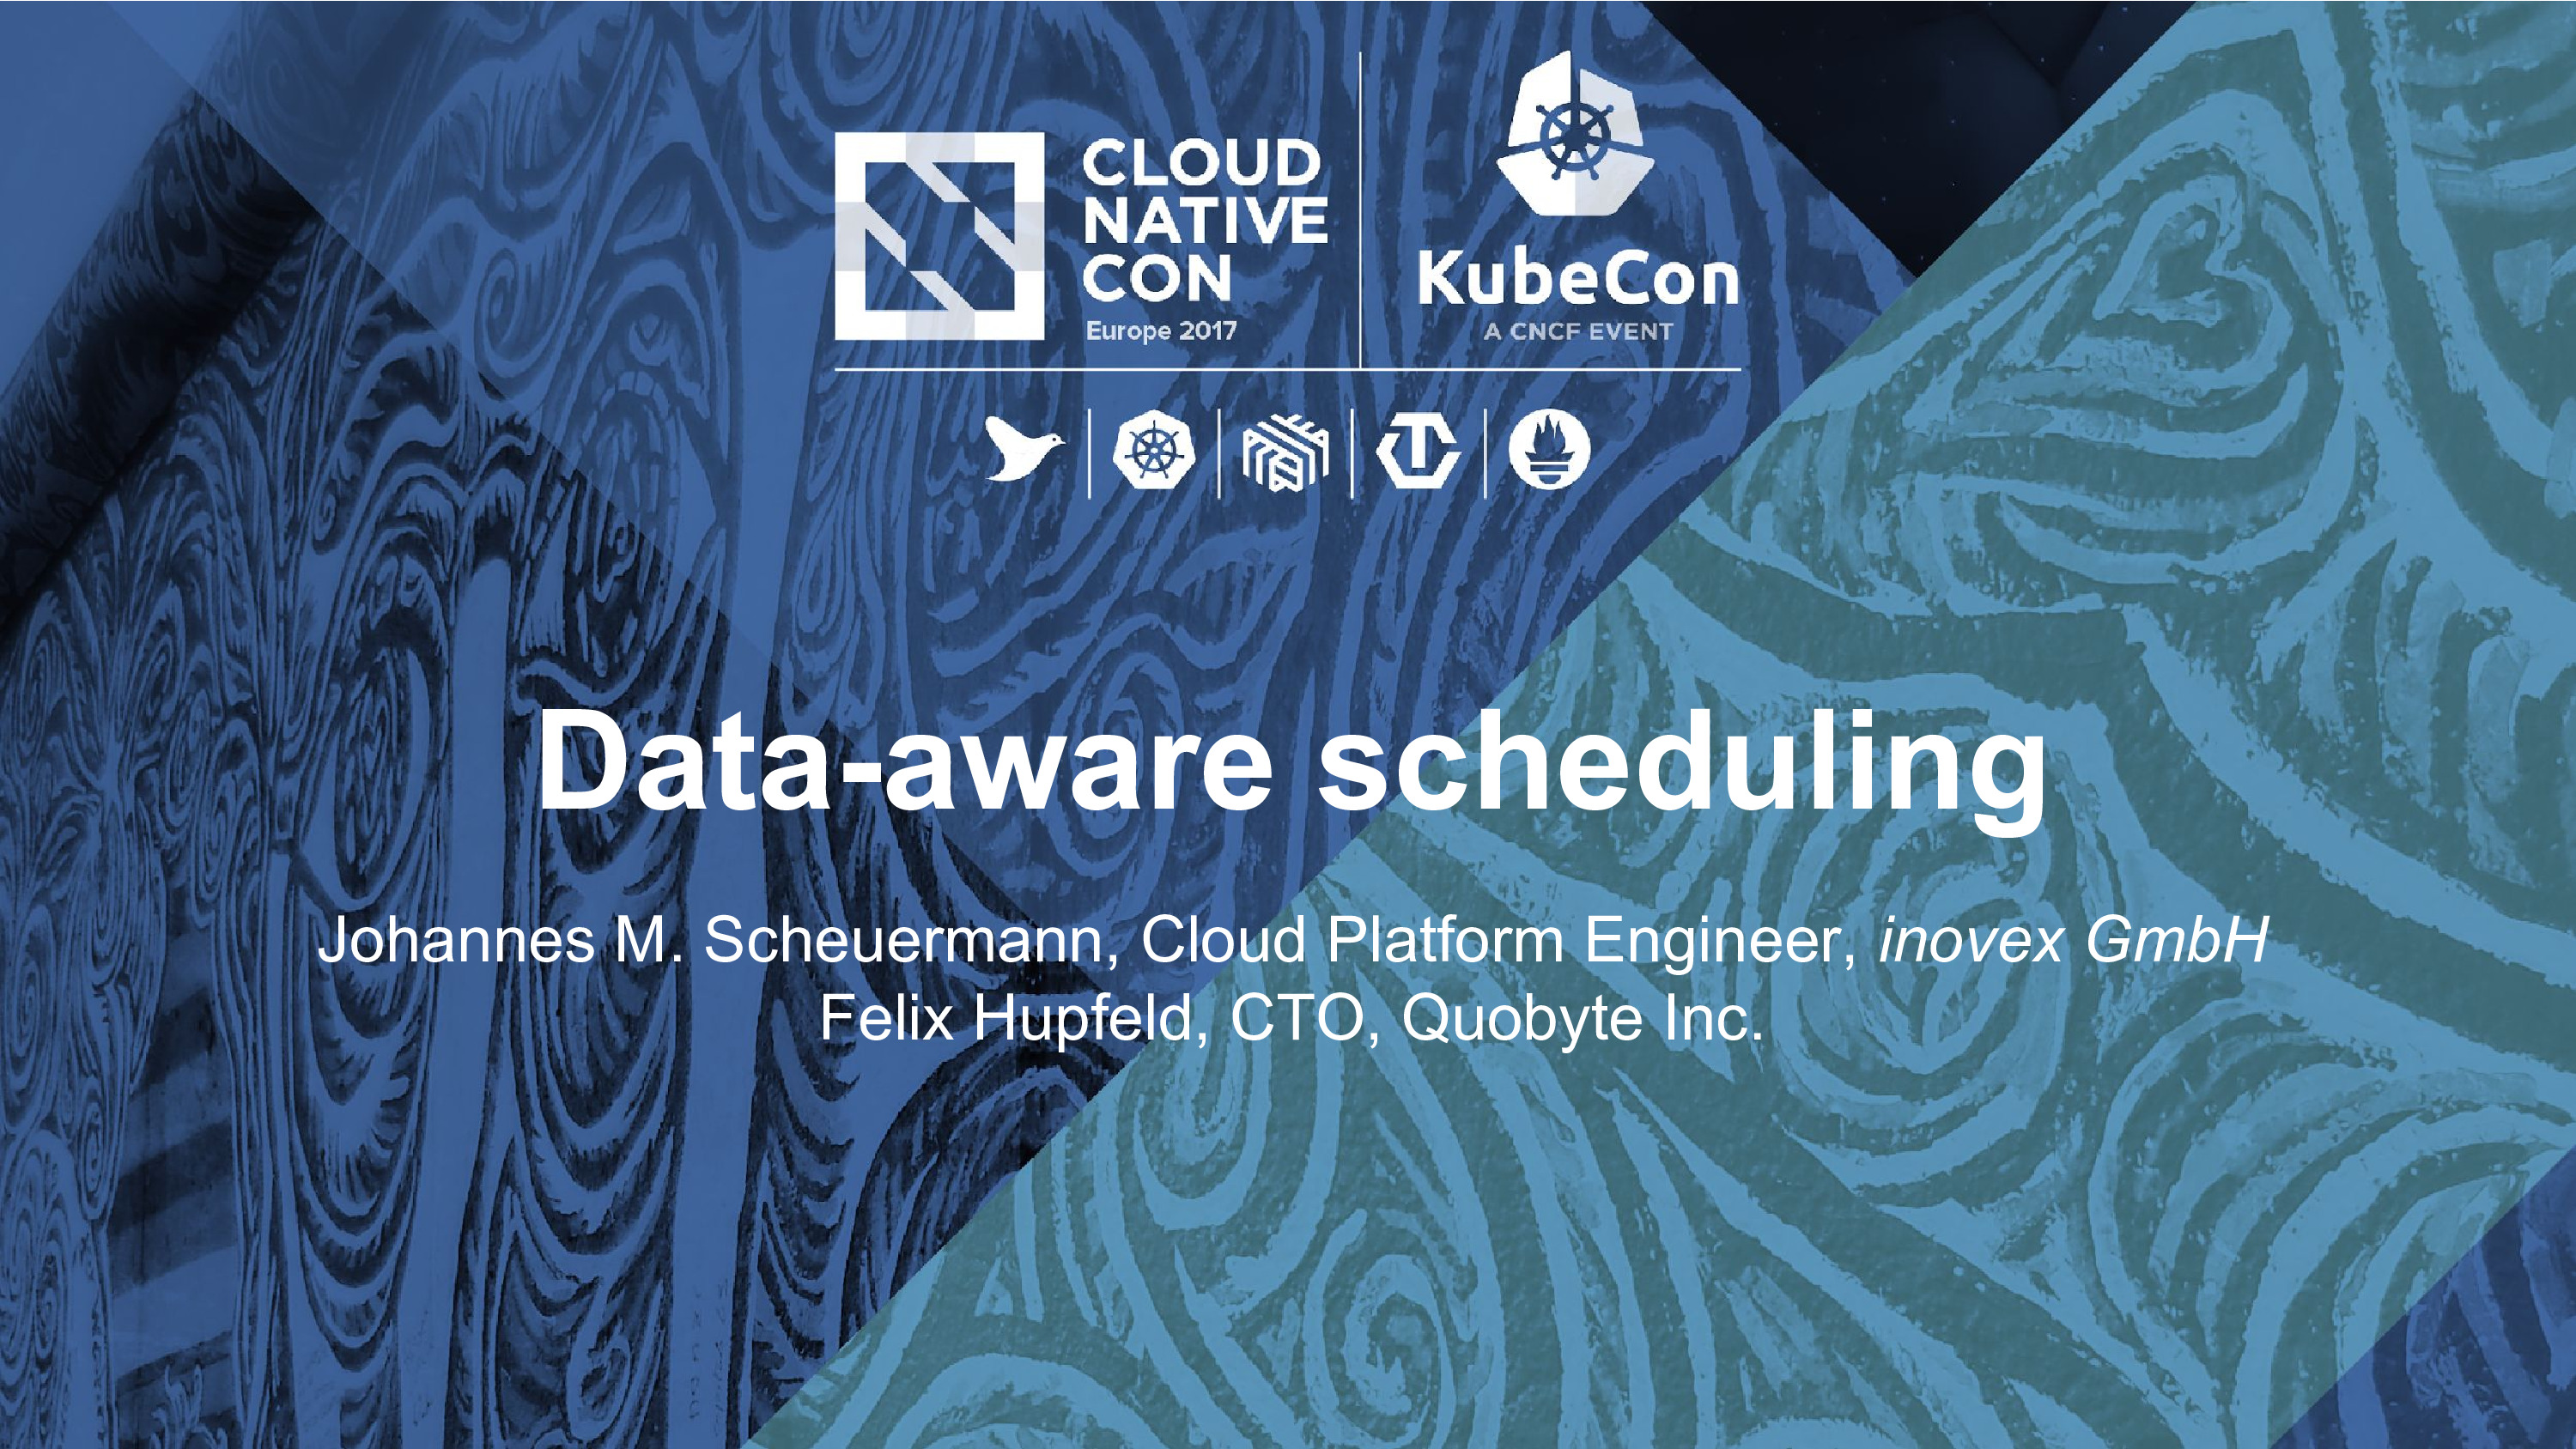 CLOUD
NATIVE
CON
Europe 2017
KubeCon
A CNCF EVENT
Data-aware scheduling
Johannes M. Scheuermann, Cloud Platform Engineer, inovex GmbH
Felix Hupfeld, CTO, Quobyte Inc.